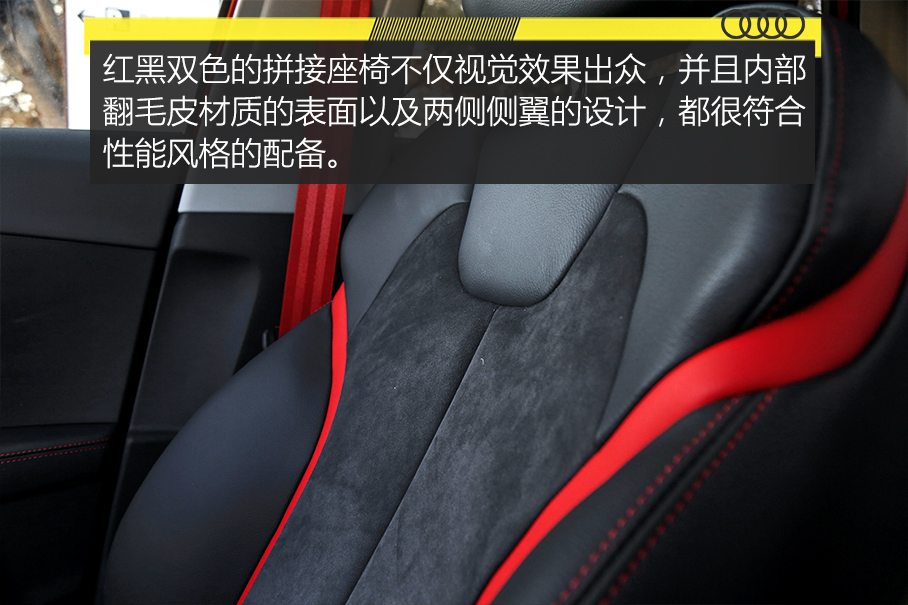 红黑双色的拼接座椅不仅视觉效果出众，并且内部
翻毛皮材质的表面以及两侧侧翼的设计，都很符合
性能风格的配备。